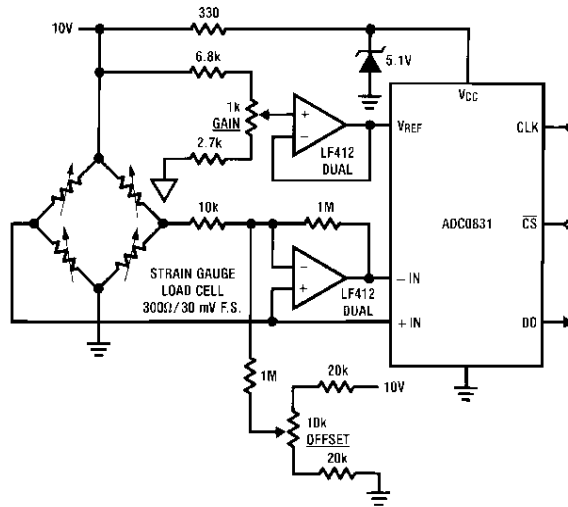 10V
330
5.1V
6.8k
1k
GAIN
2.7k
LF412
DUAL
VCC
VREF
CLK
ADC0831
CS
10k
1M
STRAIN GAUGE
LOAD CELL
300Ω/30 mV F.S.
LF412
DUAL
–IN
+IN
DO
1M
20k
10V
10k
OFFSET
20k
+
–
–
+